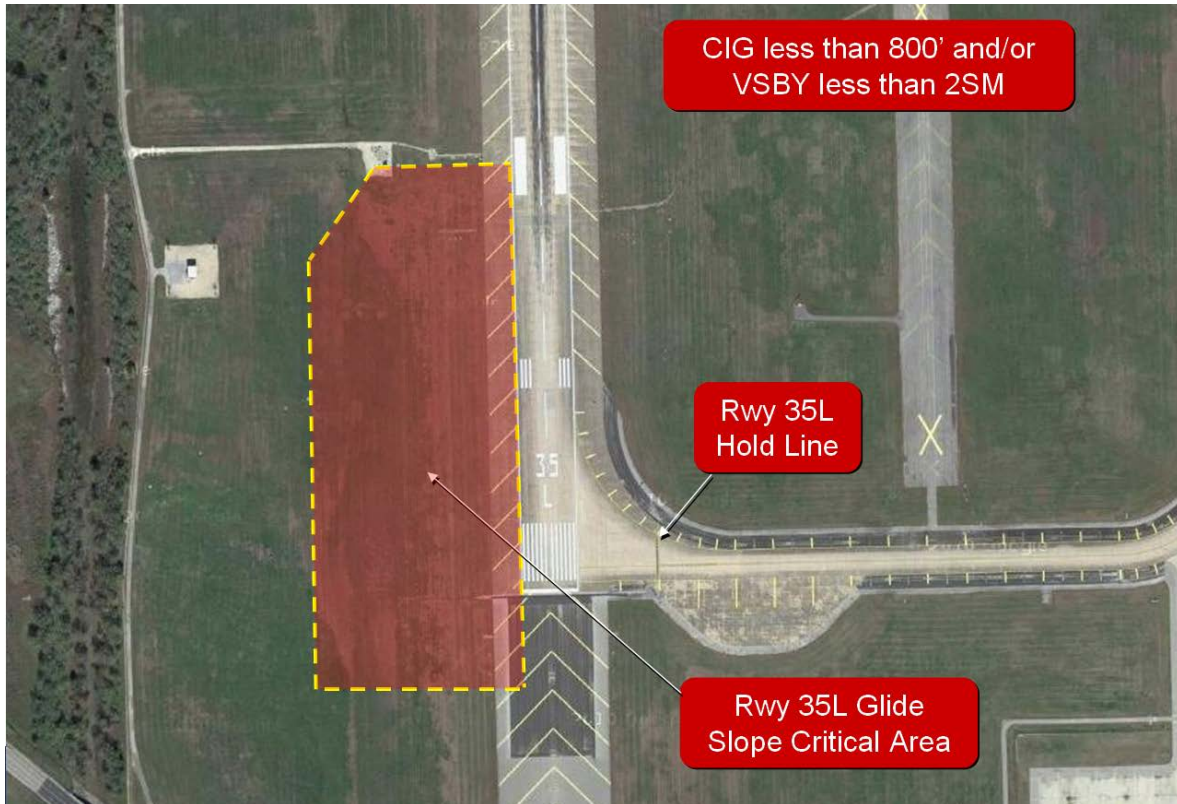 CIG less than 800' and/or
VSBY less than 2SM
Rwy 35L
Hold Line
35
L
Rwy 35L Glide
Slope Critical Area